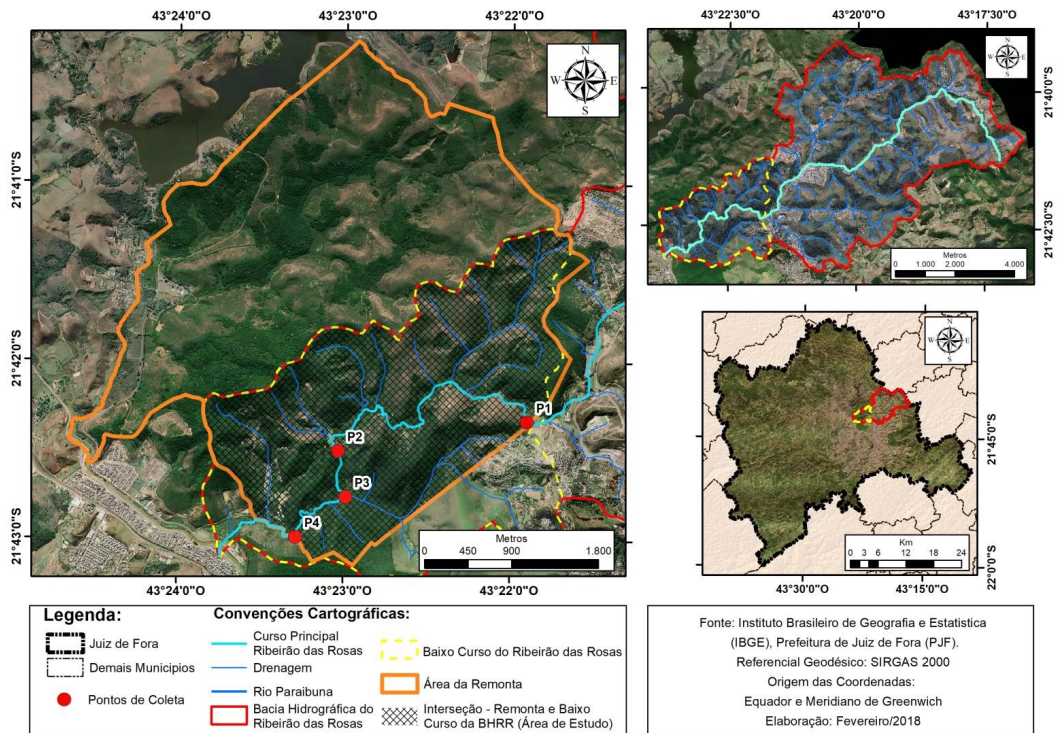 43°24'0"O
43°23'0"O
43°22'0"O
21°41'0"S
21°42'0"S
21°43'0"S
N
W
E
S
P1
P2
P3
P4
Metros
0 450 900 1.800
43°24'0"O
43°23'0"O
43°22'0"O
43°22'30"O
43°20'0"O
43°17'30"O
N
W
E
S
21°40'0"S
21°42'30"S
Metros
0 1.000 2.000 4.000
N
W
E
S
21°45'0"S
22°0'0"S
Km
0 3 6 12 18 24
43°30'0"O
43°15'0"O
Legenda:
Juiz de Fora
Demais Municipios
Pontos de Coleta
Convenções Cartográficas:
Curso Principal
Ribeirão das Rosas
Drenagem
Rio Paraibuna
Bacia Hidrográfica do
Ribeirão das Rosas
Baixo Curso do Ribeirão das Rosas
Área da Remonta
Interseção - Remonta e Baixo
Curso da BHRR (Área de Estudo)
Fonte: Instituto Brasileiro de Geografia e Estatistica
(IBGE), Prefeitura de Juiz de Fora (PJF).
Referencial Geodésico: SIRGAS 2000
Origem das Coordenadas:
Equador e Meridiano de Greenwich
Elaboração: Fevereiro/2018